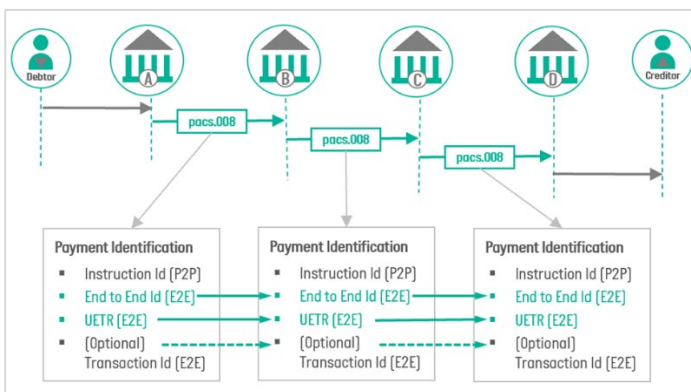 Debtor
A
B
C
D
Creditor
pacs.008
pacs.008
pacs.008
Payment Identification
Instruction Id (P2P)
End to End Id (E2E)
UETR (E2E)
(Optional)
Transaction Id (E2E)
Payment Identification
Instruction Id (P2P)
End to End Id (E2E)
UETR (E2E)
(Optional)
Transaction Id (E2E)
Payment Identification
Instruction Id (P2P)
End to End Id (E2E)
UETR (E2E)
(Optional)
Transaction Id (E2E)